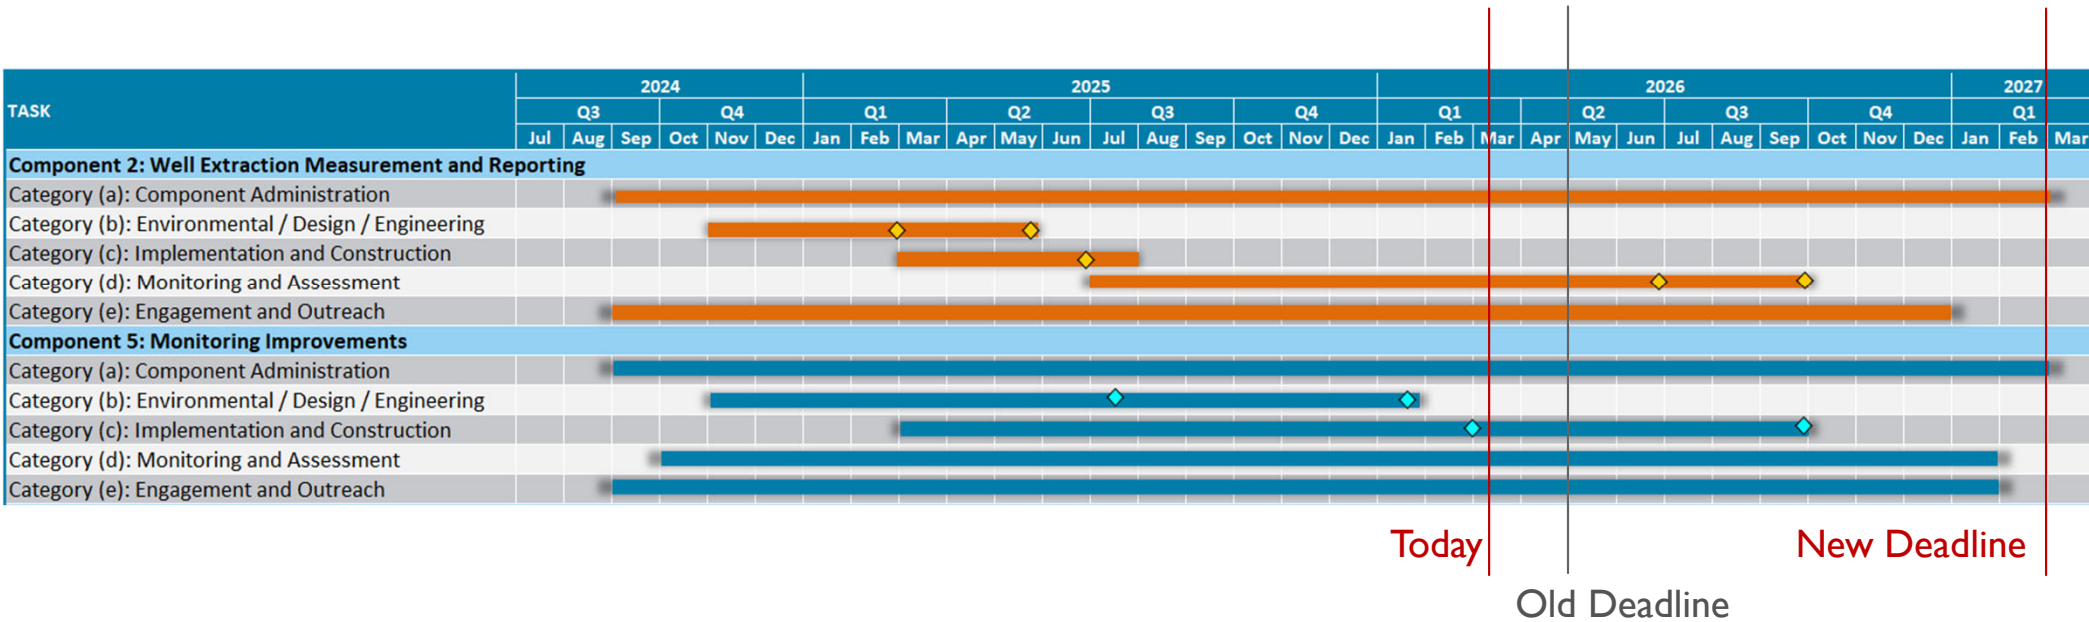 2024 2025 2026 2027
TASK Q3 Q4 Q1 Q2 Q3 Q4 Q1 Q2 Q3 Q4 Q1
Jul Aug Sep Oct Nov Dec Jan Feb Mar Apr May Jun Jul Aug Sep Oct Nov Dec Jan Feb Mar Apr May Jun Jul Aug Sep Oct Nov Dec Jan Feb Mar
Component 2: Well Extraction Measurement and Reporting
Category (a): Component Administration
Category (b): Environmental / Design / Engineering
Category (c): Implementation and Construction
Category (d): Monitoring and Assessment
Category (e): Engagement and Outreach
Component 5: Monitoring Improvements
Category (a): Component Administration
Category (b): Environmental / Design / Engineering
Category (c): Implementation and Construction
Category (d): Monitoring and Assessment
Category (e): Engagement and Outreach
Today New Deadline
Old Deadline